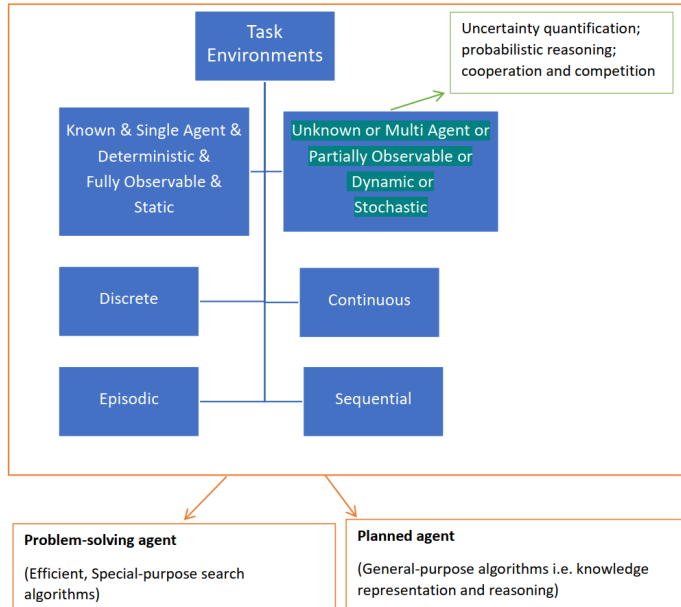 Task
Environments
Uncertainty quantification;
probabilistic reasoning;
cooperation and competition
Known & Single Agent &
Deterministic &
Fully Observable &
Static
Unknown or Multi Agent or
Partially Observable or
Dynamic or
Stochastic
Discrete
Continuous
Episodic
Sequential
Problem-solving agent
(Efficient, Special-purpose search
algorithms)
Planned agent
(General-purpose algorithms i.e. knowledge
representation and reasoning)